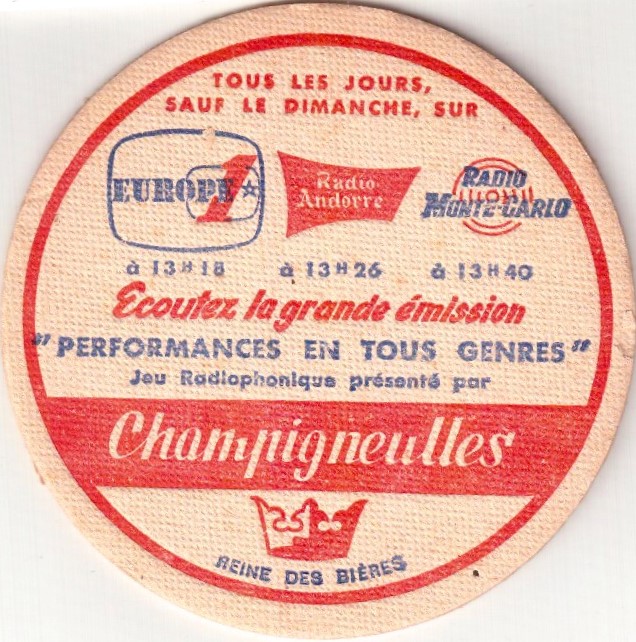 TOUS LES JOURS,
SAUF LE DIMANCHE, SUR
EUROPE 1
Radio
Andorre
RADIO
MONTE-CARLO
à 13H18 à 13H26 à 13H40
Ecoutez la grande émission
"PERFORMANCES EN TOUS GENRES"
Jeu Radiophonique présenté par
Champigneulles
REINE DES BIÈRES